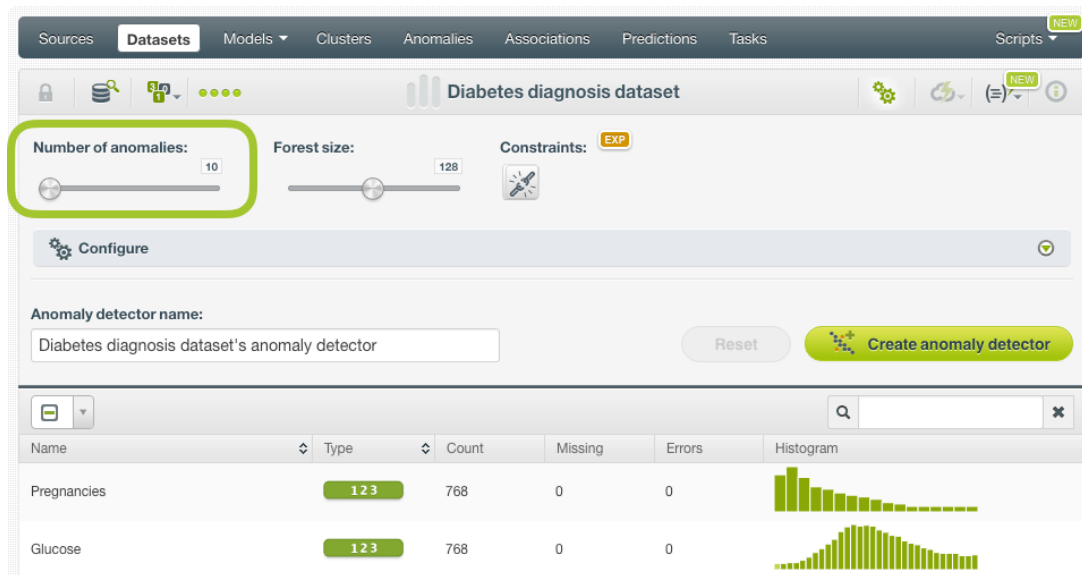 NEW
Sources Datasets Models Clusters Anomalies Associations Predictions Tasks Scripts
Diabetes diagnosis dataset
NEW
Number of anomalies: Forest size: Constraints: EXP
10 128
Configure
Anomaly detector name:
Diabetes diagnosis dataset's anomaly detector Reset Create anomaly detector
Name Type Count Missing Errors Histogram
Pregnancies 123 768 0 0
Glucose 123 768 0 0